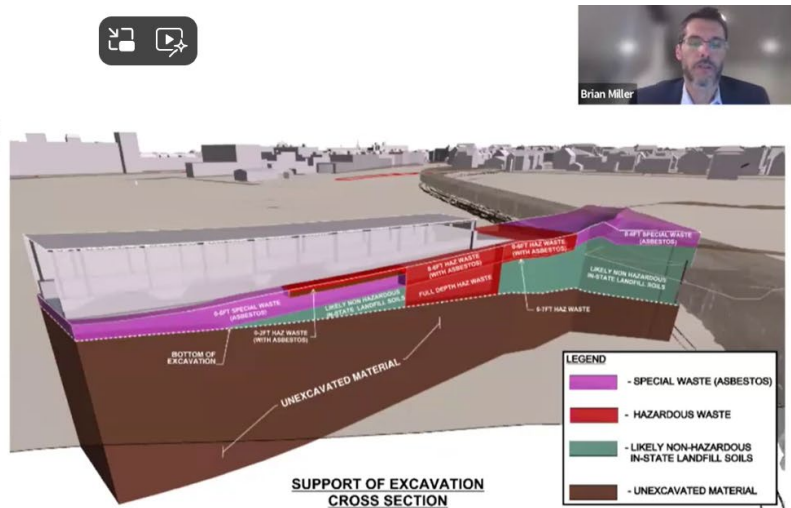 Brian Miller
0-6FT SPECIAL WASTE
(ASBESTOS)
0-6FT HAZ WASTE
(WITH ASBESTOS)
0-6FT HAZ WASTE
(WITH ASBESTOS)
LIKELY NON HAZARDOUS
IN-STATE LANDFILL SOILS
FULL DEPTH HAZ WASTE
0-6FT SPECIAL WASTE
(ASBESTOS)
LIKELY NON HAZARDOUS
IN-STATE LANDFILL SOILS
0-2FT HAZ WASTE
(WITH ASBESTOS)
0-1FT HAZ WASTE
BOTTOM OF
EXCAVATION
UNEXCAVATED MATERIAL
LEGEND
- SPECIAL WASTE (ASBESTOS)
- HAZARDOUS WASTE
- LIKELY NON-HAZARDOUS
IN-STATE LANDFILL SOILS
- UNEXCAVATED MATERIAL
SUPPORT OF EXCAVATION
CROSS SECTION